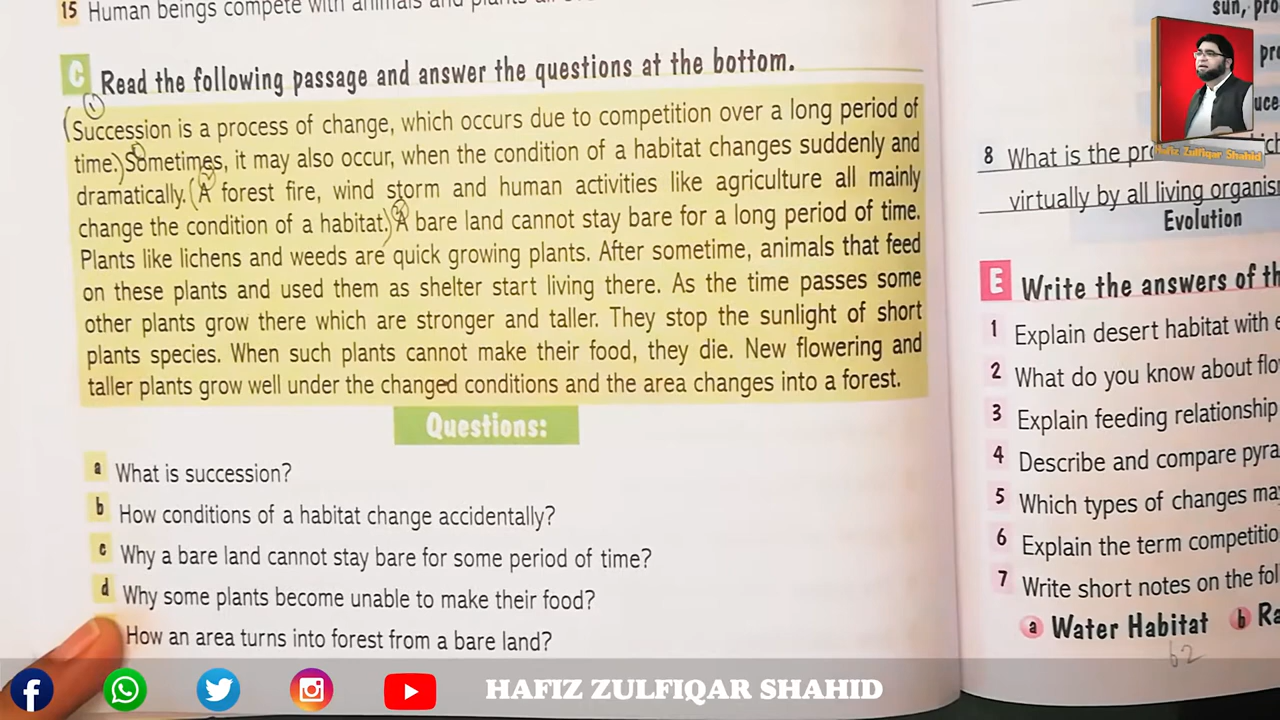 15 Human beings compete with animals and plants
C Read the following passage and answer the questions at the bottom.
Succession is a process of change, which occurs due to competition over a long period of
time. Sometimes, it may also occur, when the condition of a habitat changes suddenly and
dramatically. A forest fire, wind storm and human activities like agriculture all mainly
change the condition of a habitat. A bare land cannot stay bare for a long period of time.
Plants like lichens and weeds are quick growing plants. After sometime, animals that feed
on these plants and used them as shelter start living there. As the time passes some
other plants grow there which are stronger and taller. They stop the sunlight of short
plants species. When such plants cannot make their food, they die. New flowering and
taller plants grow well under the changed conditions and the area changes into a forest.
Questions:
a What is succession?
b How conditions of a habitat change accidentally?
c Why a bare land cannot stay bare for some period of time?
d Why some plants become unable to make their food?
How an area turns into forest from a bare land?
sun,
8 What is the
virtually by all living
Evolution
E Write the answers of
1 Explain desert habitat with
2 What do you know about
3 Explain feeding relationship
4 Describe and compare
5 Which types of changes
6 Explain the term
7 Write short notes on the
a Water Habitat b
62
Hafiz Zulfiqar Shahid
HAFIZ ZULFIQAR SHAHID